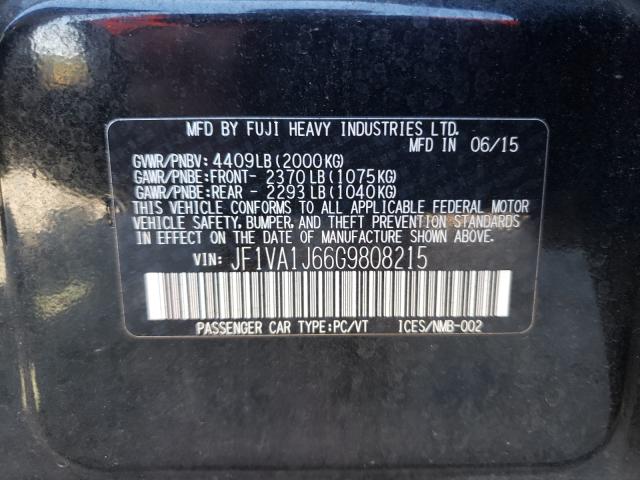 MFD BY FUJI HEAVY INDUSTRIES LTD.
MFD IN 06/15
GVWR/PNBV: 4409LB(2000KG)
GAWR/PNBE:FRONT- 2370LB(1075KG)
GAWR/PNBE:REAR - 2293LB(1040KG)
THIS VEHICLE CONFORMS TO ALL APPLICABLE FEDERAL MOTOR
VEHICLE SAFETY, BUMPER, AND THEFT PREVENTION STANDARDS
IN EFFECT ON THE DATE OF MANUFACTURE SHOWN ABOVE.
VIN: JF1VA1J66G9808215
PASSENGER CAR TYPE:PC/VT ICES/NMB-002